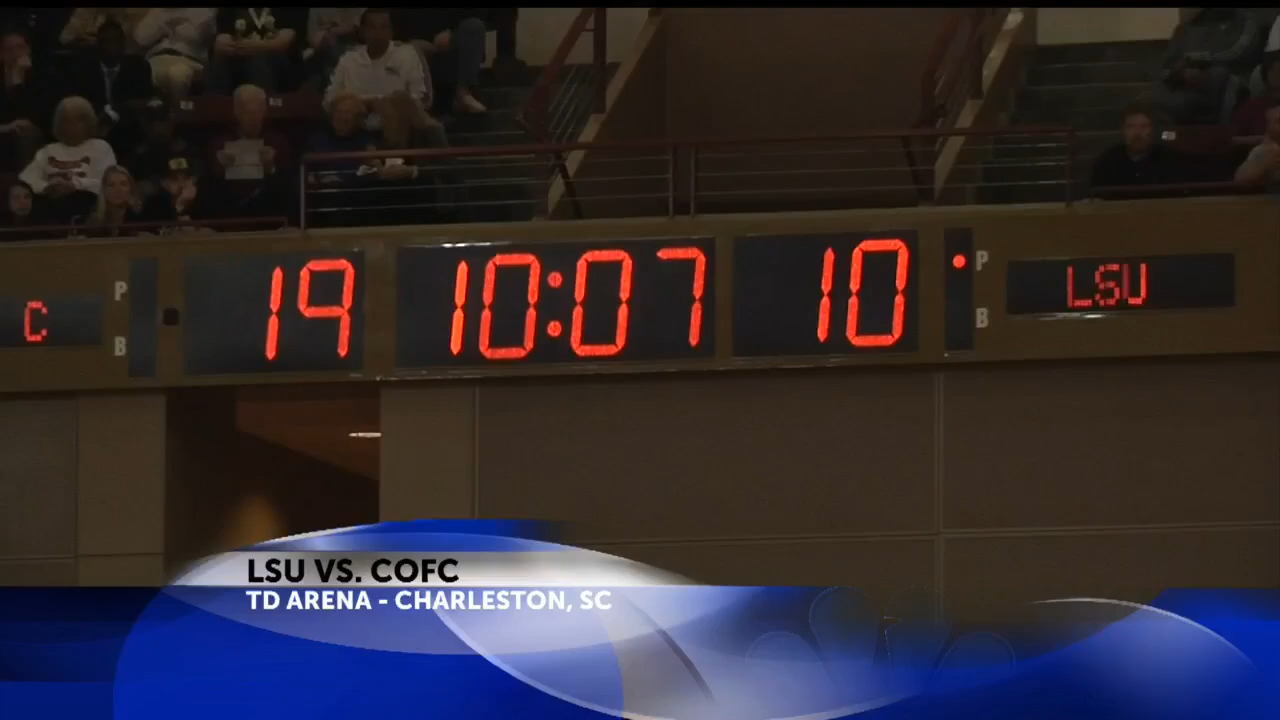 C
P
B
19
10:07
10
P
B
LSU
LSU VS. COFC
TD ARENA - CHARLESTON, SC